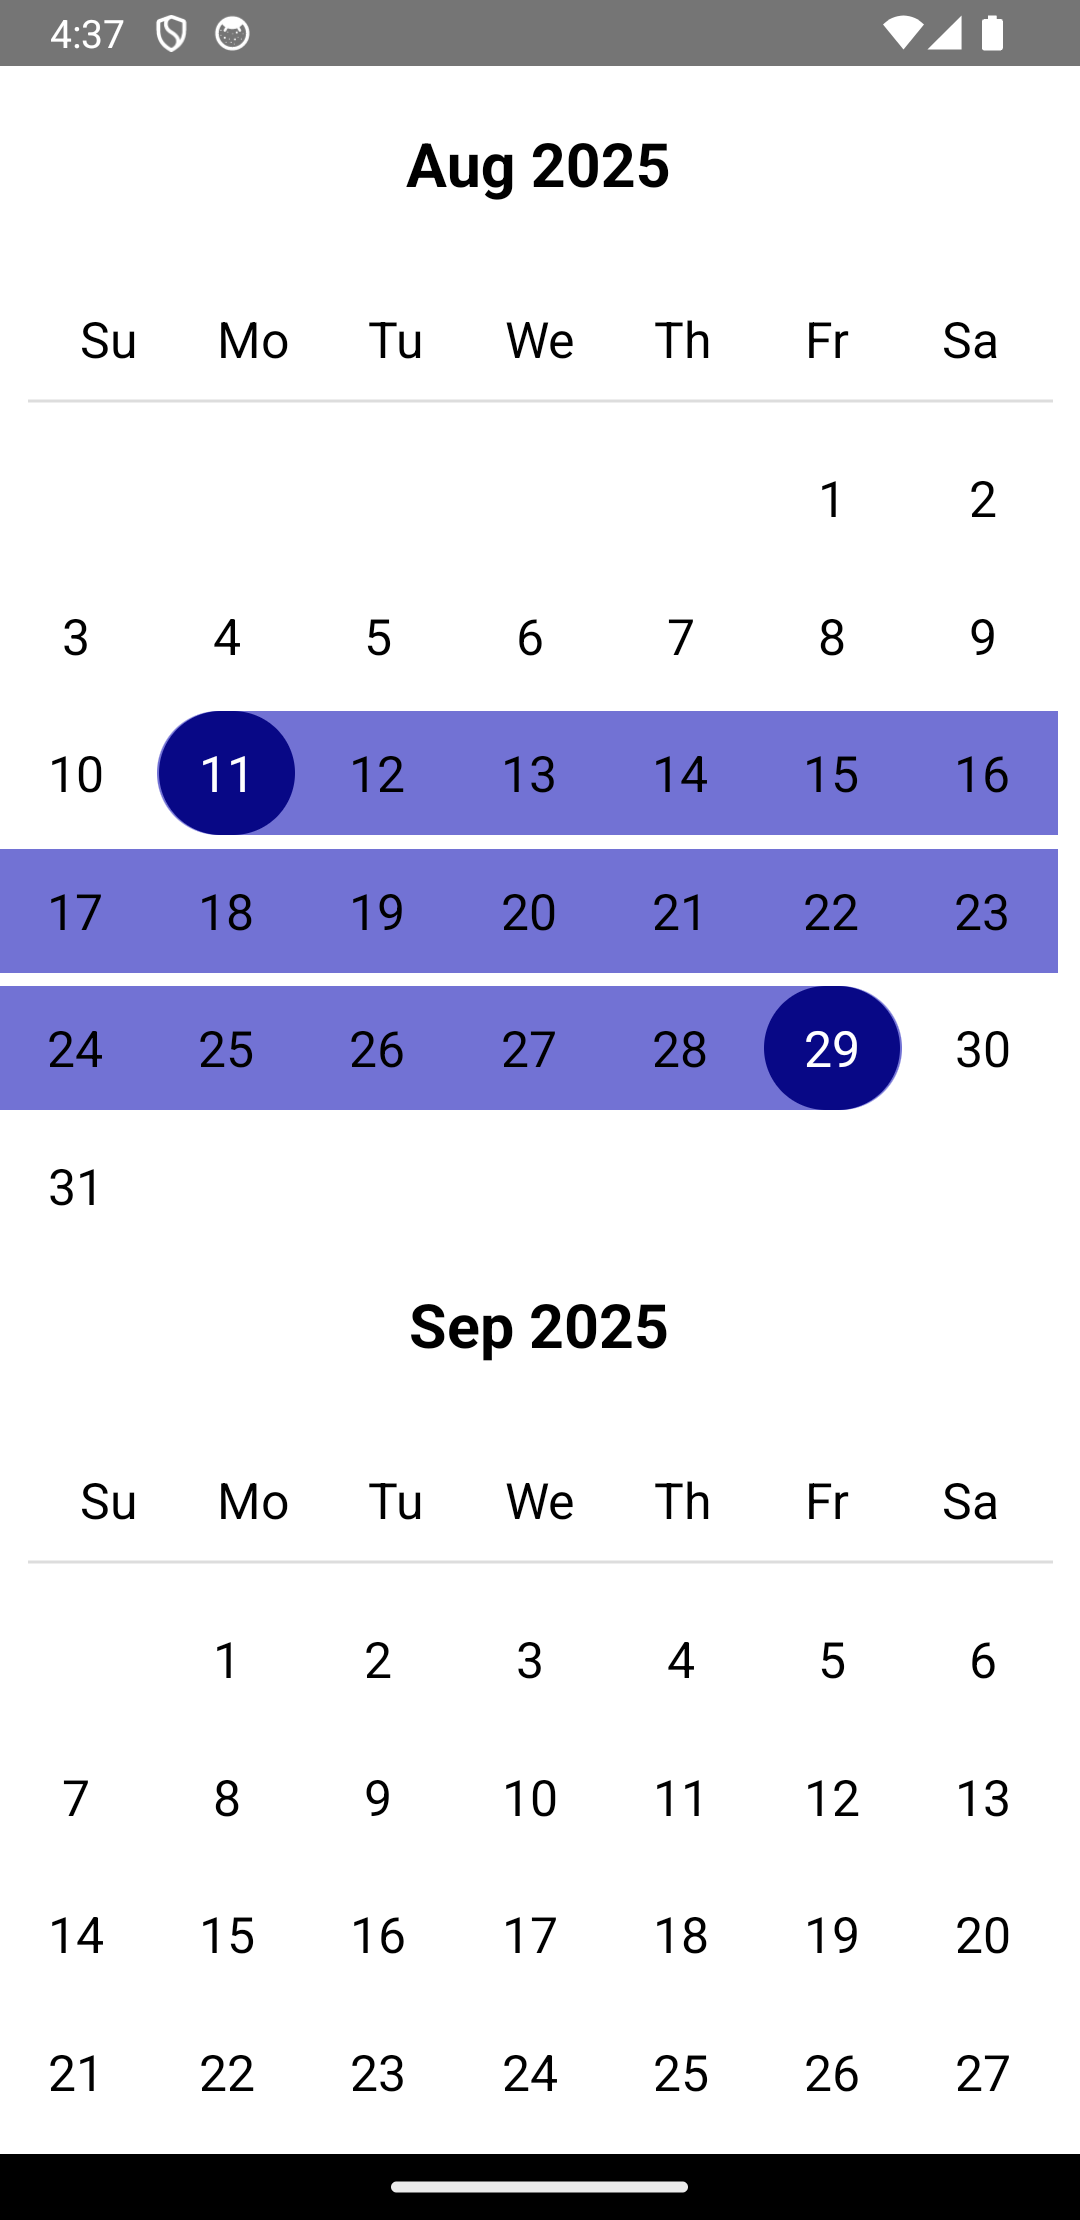 4:37
Aug 2025
Su Mo Tu We Th Fr Sa
1 2
3 4 5 6 7 8 9
10 11 12 13 14 15 16
17 18 19 20 21 22 23
24 25 26 27 28 29 30
31
Sep 2025
Su Mo Tu We Th Fr Sa
1 2 3 4 5 6
7 8 9 10 11 12 13
14 15 16 17 18 19 20
21 22 23 24 25 26 27